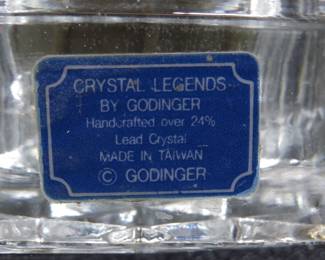 CRYSTAL LEGENDS
BY GODINGER
Handcrafted over 24%
Lead Crystal
MADE IN TAIWAN
© GODINGER